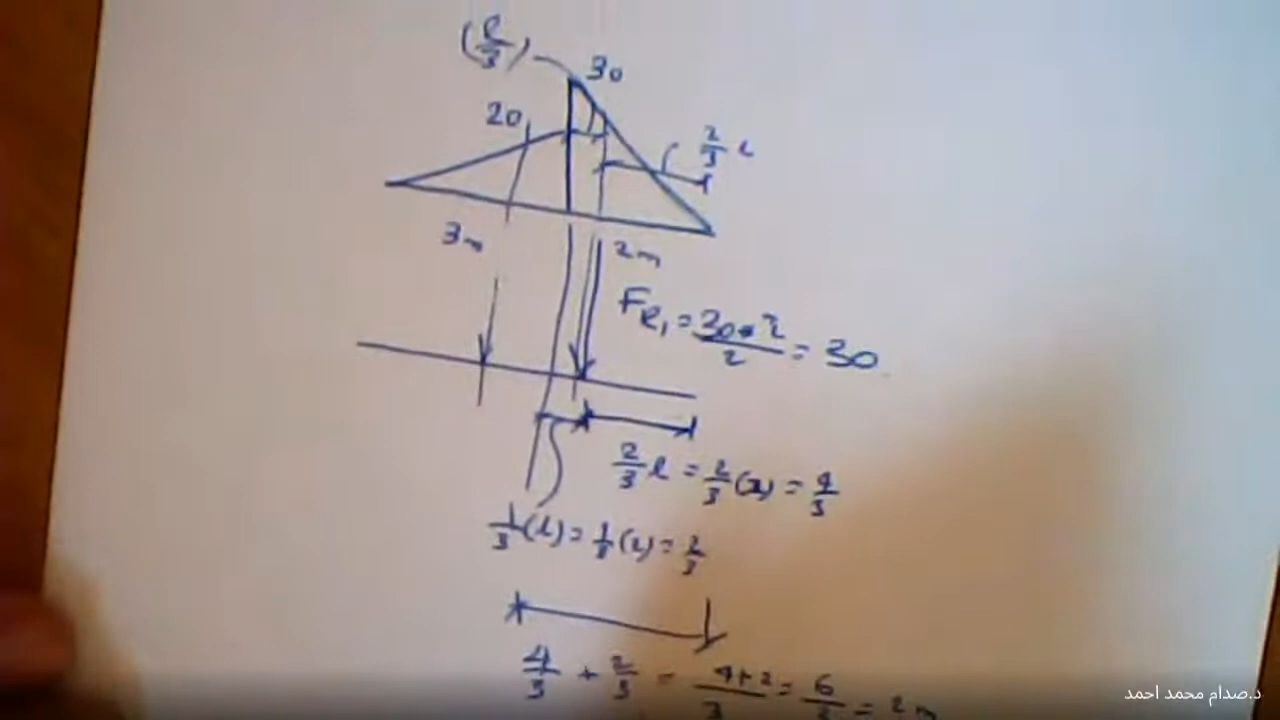 (l/3)
30
20
2/3 l
3m
2m
FR1 = 30*2/2 = 30
2/3 l = 2/3 (2) = 4/3
1/3 (l) = 1/3 (2) = 2/3
4/3 + 2/3 = 4+2/3 = 6/3 = 2m
د.صدام محمد احمد